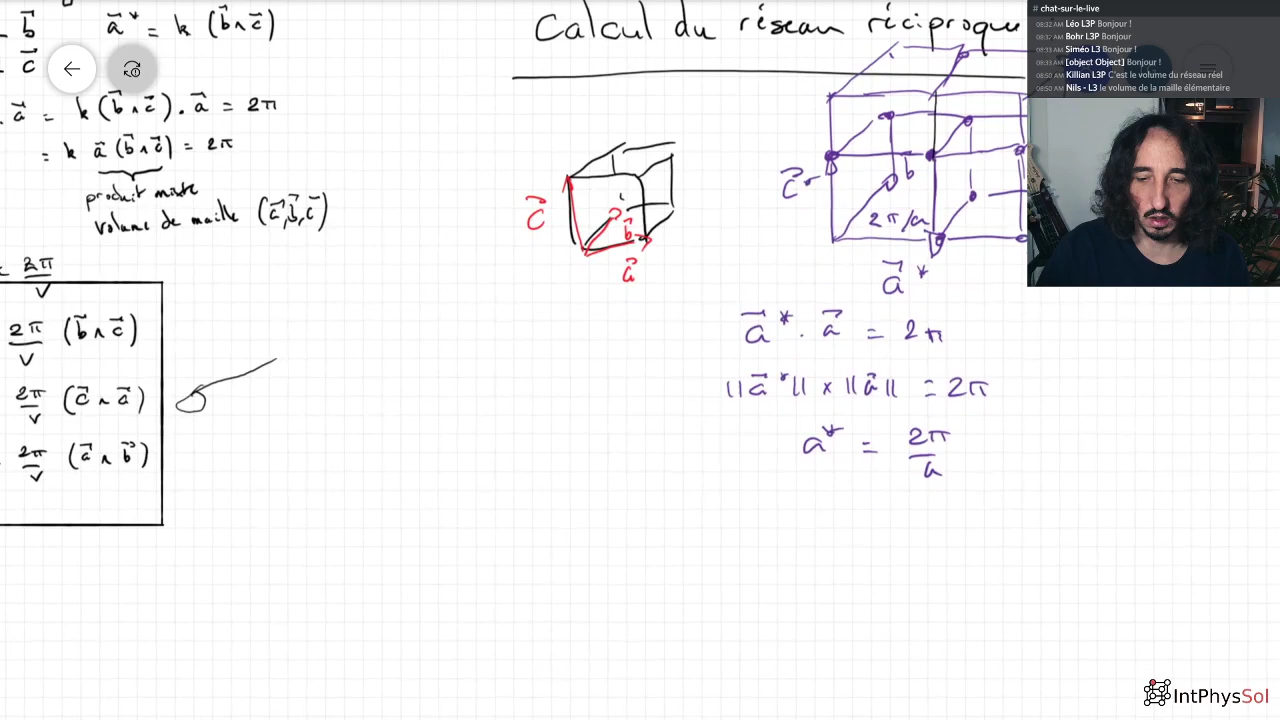 b⃗
c⃗
a⃗* = k (b⃗ ∧ c⃗)
a⃗ = k (b⃗ ∧ c⃗) . a⃗ = 2π
= k a⃗ (b⃗ ∧ c⃗) = 2π
produit mixte
volume de maille (a⃗, b⃗, c⃗)
2π/V
2π/V (b⃗ ∧ c⃗)
2π/V (c⃗ ∧ a⃗)
2π/V (a⃗ ∧ b⃗)
Calcul du réseau réciproque
c⃗
b⃗
a⃗
c⃗*
b
2π/a
a⃗*
a⃗* . a⃗ = 2π
||a⃗*|| × ||a⃗|| = 2π
a* = 2π/a
# chat-sur-le-live
08:32 AM Léo L3P Bonjour !
08:32 AM Bohr L3P Bonjour
08:33 AM Siméo L3 Bonjour !
08:33 AM [object Object] Bonjour !
08:50 AM Killian L3P C'est le volume du réseau réel
08:50 AM Nils - L3 le volume de la maille élémentaire
IntPhysSol